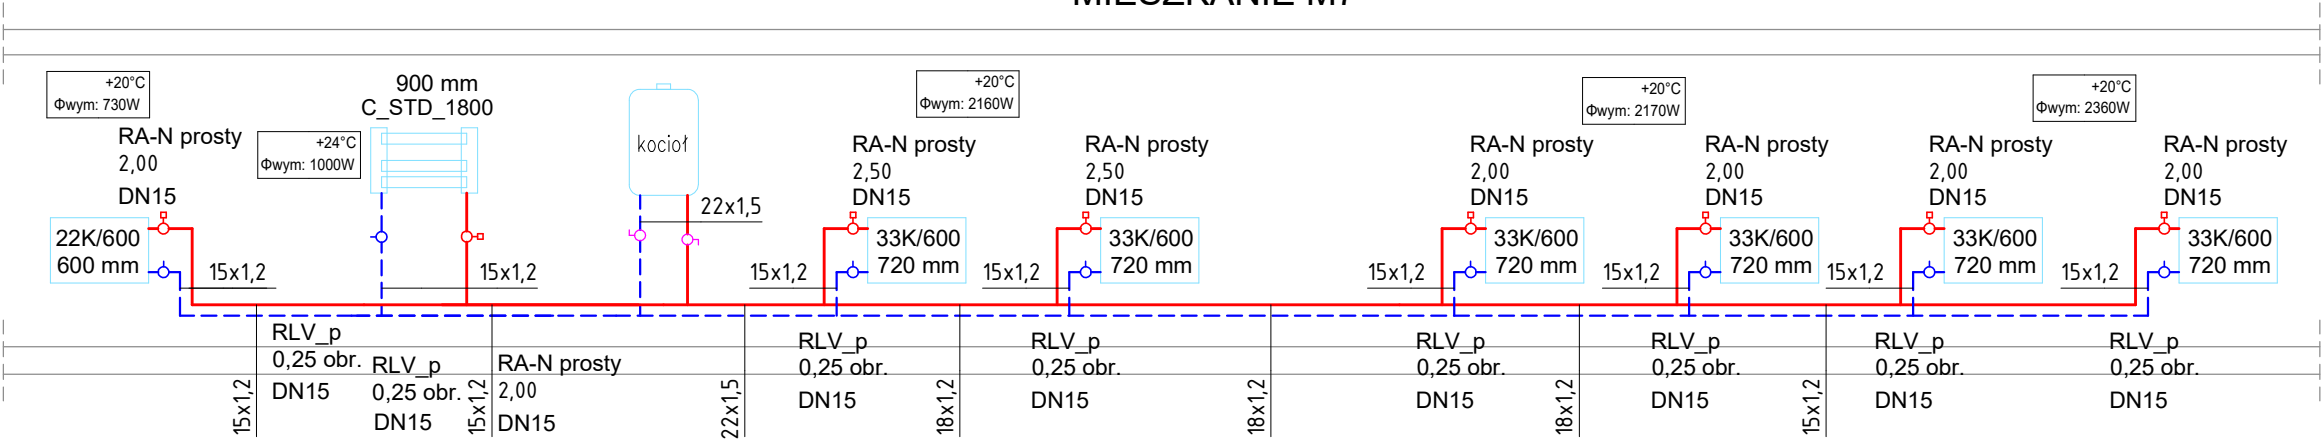 MIESZKANIE M7
+20°C
Φwym: 730W
900 mm
C_STD_1800
+20°C
Φwym: 2160W
+20°C
Φwym: 2170W
+20°C
Φwym: 2360W
RA-N prosty
2,00
DN15
+24°C
Φwym: 1000W
kocioł
RA-N prosty
2,50
DN15
RA-N prosty
2,50
DN15
RA-N prosty
2,00
DN15
RA-N prosty
2,00
DN15
RA-N prosty
2,00
DN15
RA-N prosty
2,00
DN15
22x1,5
22K/600
600 mm
33K/600
720 mm
33K/600
720 mm
33K/600
720 mm
33K/600
720 mm
33K/600
720 mm
33K/600
720 mm
15x1,2
15x1,2
15x1,2
15x1,2
15x1,2
15x1,2
15x1,2
15x1,2
RLV_p
0,25 obr.
DN15
RLV_p
0,25 obr.
DN15
RA-N prosty
2,00
DN15
RLV_p
0,25 obr.
DN15
RLV_p
0,25 obr.
DN15
RLV_p
0,25 obr.
DN15
RLV_p
0,25 obr.
DN15
RLV_p
0,25 obr.
DN15
RLV_p
0,25 obr.
DN15
15x1,2
15x1,2
22x1,5
18x1,2
18x1,2
18x1,2
15x1,2